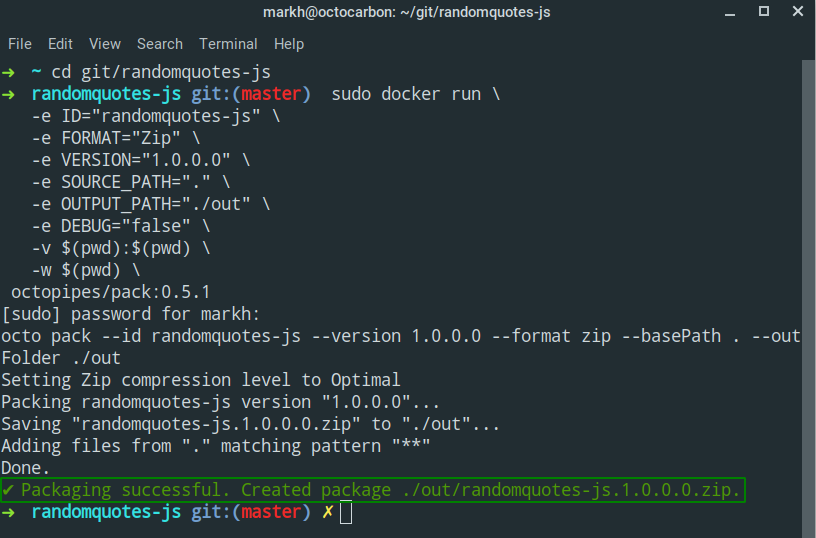 markh@octocarbon: ~/git/randomquotes-js
File Edit View Search Terminal Help
➜ ~ cd git/randomquotes-js
➜ randomquotes-js git:(master) sudo docker run \
-e ID="randomquotes-js" \
-e FORMAT="Zip" \
-e VERSION="1.0.0.0" \
-e SOURCE_PATH="." \
-e OUTPUT_PATH="./out" \
-e DEBUG="false" \
-v $(pwd):$(pwd) \
-w $(pwd) \
octopipes/pack:0.5.1
[sudo] password for markh:
octo pack --id randomquotes-js --version 1.0.0.0 --format zip --basePath . --out
Folder ./out
Setting Zip compression level to Optimal
Packing randomquotes-js version "1.0.0.0"...
Saving "randomquotes-js.1.0.0.0.zip" to "./out"...
Adding files from "." matching pattern "**"
Done.
✔ Packaging successful. Created package ./out/randomquotes-js.1.0.0.0.zip.
➜ randomquotes-js git:(master) ✗